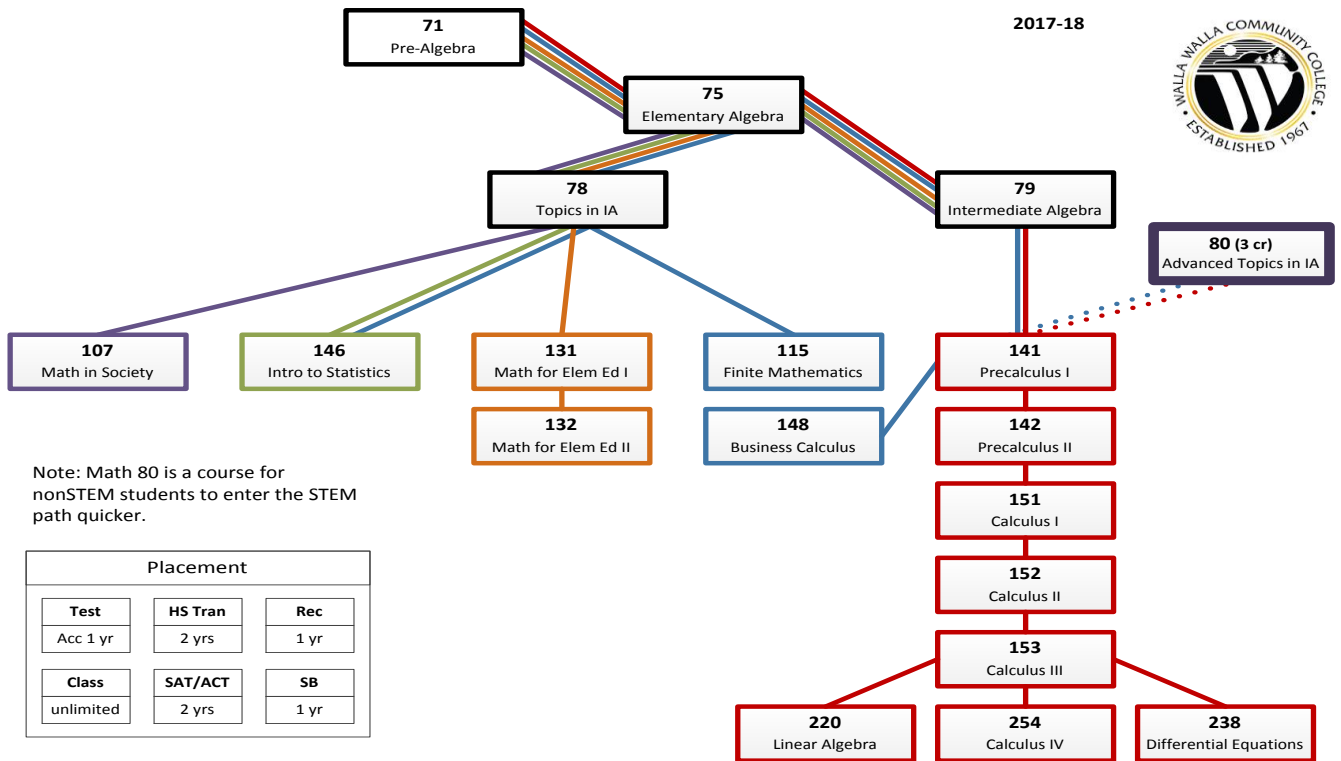 71
Pre-Algebra
2017-18
WALLA WALLA COMMUNITY COLLEGE
• ESTABLISHED 1967 •
75
Elementary Algebra
78
Topics in IA
79
Intermediate Algebra
80 (3 cr)
Advanced Topics in IA
107
Math in Society
146
Intro to Statistics
131
Math for Elem Ed I
115
Finite Mathematics
141
Precalculus I
132
Math for Elem Ed II
148
Business Calculus
142
Precalculus II
Note: Math 80 is a course for
nonSTEM students to enter the STEM
path quicker.
151
Calculus I
152
Calculus II
153
Calculus III
220
Linear Algebra
254
Calculus IV
238
Differential Equations
Placement
Test
Acc 1 yr
HS Tran
2 yrs
Rec
1 yr
Class
unlimited
SAT/ACT
2 yrs
SB
1 yr